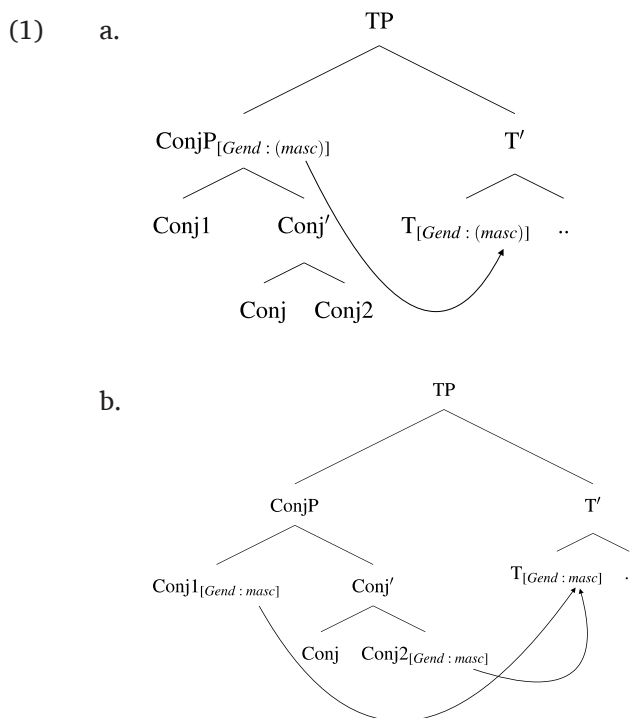 (1) a. TP
ConjP[Gend : (masc)] T′
Conj1 Conj′ T[Gend : (masc)] ..
Conj Conj2
b. TP
ConjP T′
Conj1[Gend : masc] Conj′ T[Gend : masc] .
Conj Conj2[Gend : masc]